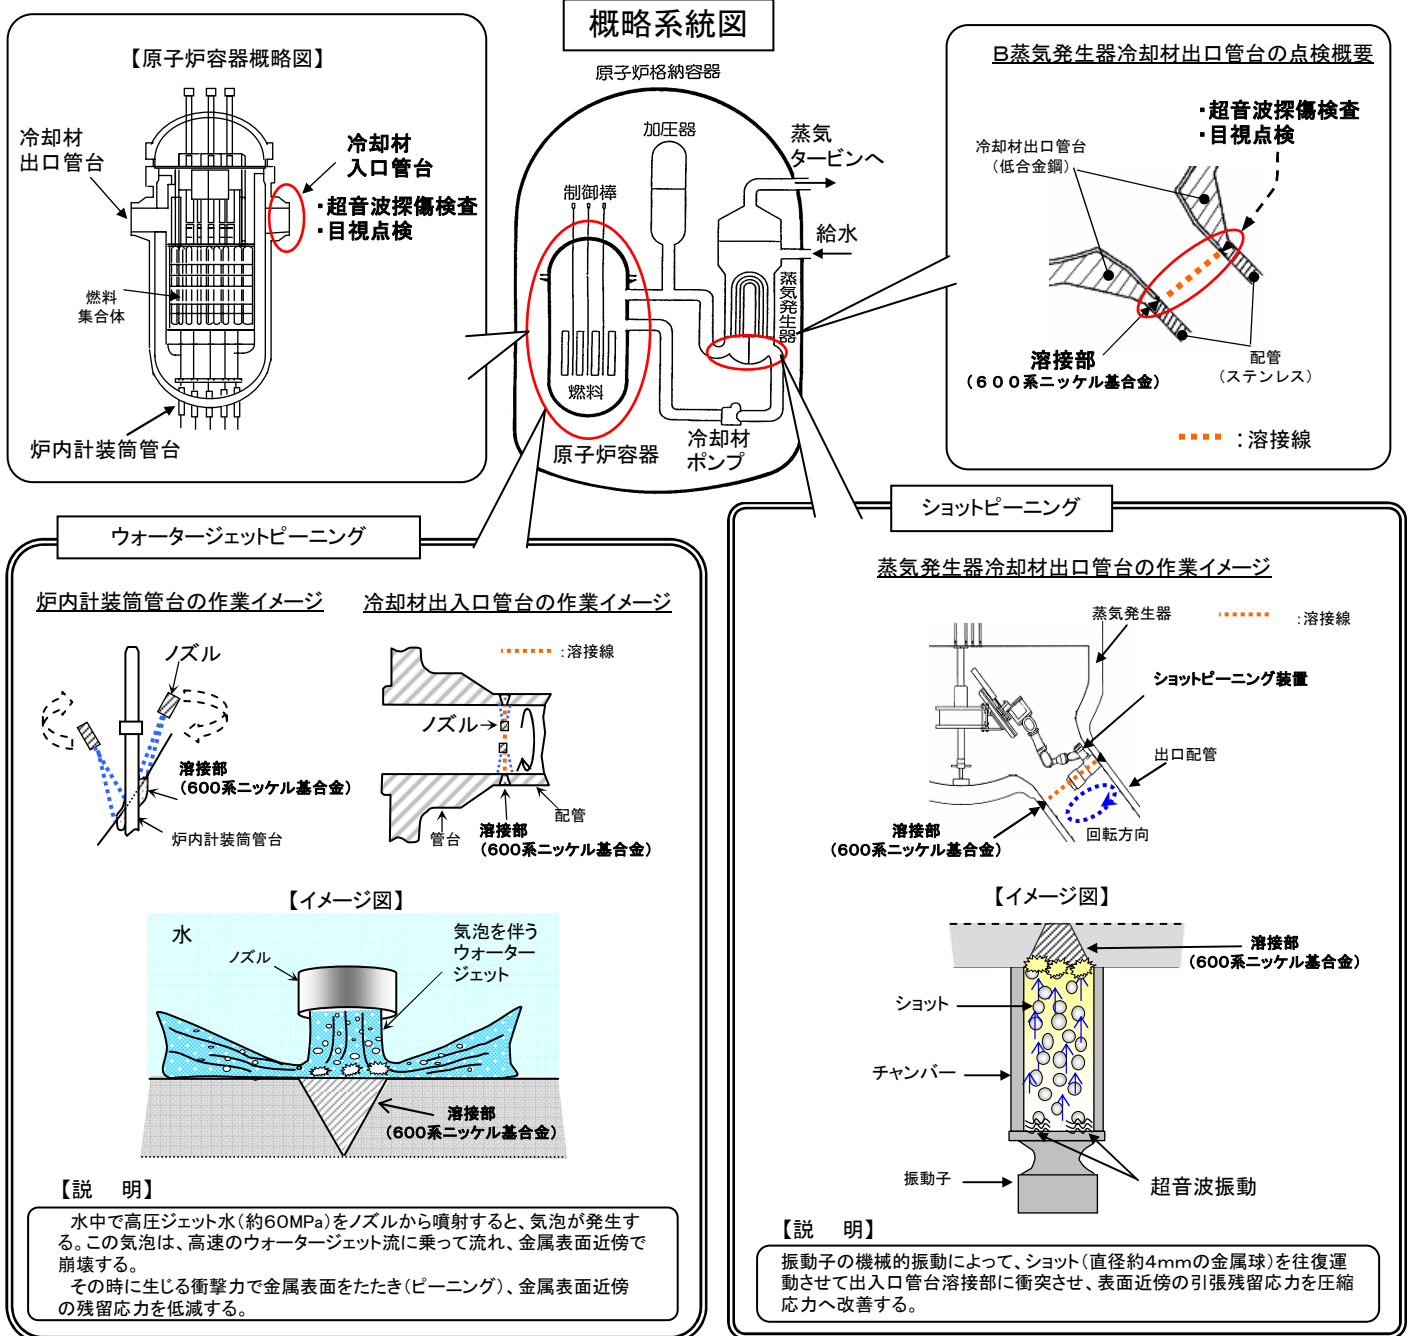 概略系統図
【原子炉容器概略図】
冷却材
出口管台
冷却材
入口管台
・超音波探傷検査
・目視点検
燃料
集合体
炉内計装筒管台
原子炉格納容器
加圧器
蒸気
タービンへ
制御棒
給水
蒸気発生器
燃料
冷却材
ポンプ
原子炉容器
B蒸気発生器冷却材出口管台の点検概要
・超音波探傷検査
・目視点検
冷却材出口管台
（低合金鋼）
溶接部
（６００系ニッケル基合金）
配管
（ステンレス）
：溶接線
ウォータージェットピーニング
炉内計装筒管台の作業イメージ
ノズル
溶接部
（600系ニッケル基合金）
炉内計装筒管台
冷却材出入口管台の作業イメージ
：溶接線
ノズル
配管
管台
溶接部
（600系ニッケル基合金）
【イメージ図】
水
ノズル
気泡を伴う
ウォーター
ジェット
溶接部
（600系ニッケル基合金）
【説　明】
水中で高圧ジェット水（約60MPa）をノズルから噴射すると、気泡が発生す
る。この気泡は、高速のウォータージェット流に乗って流れ、金属表面近傍で
崩壊する。
その時に生じる衝撃力で金属表面をたたき（ピーニング）、金属表面近傍
の残留応力を低減する。
ショットピーニング
蒸気発生器冷却材出口管台の作業イメージ
蒸気発生器
：溶接線
ショットピーニング装置
出口配管
溶接部
（600系ニッケル基合金）
回転方向
【イメージ図】
溶接部
（600系ニッケル基合金）
ショット
チャンバー
振動子
超音波振動
【説　明】
振動子の機械的振動によって、ショット（直径約4mmの金属球）を往復運
動させて出入口管台溶接部に衝突させ、表面近傍の引張残留応力を圧縮
応力へ改善する。